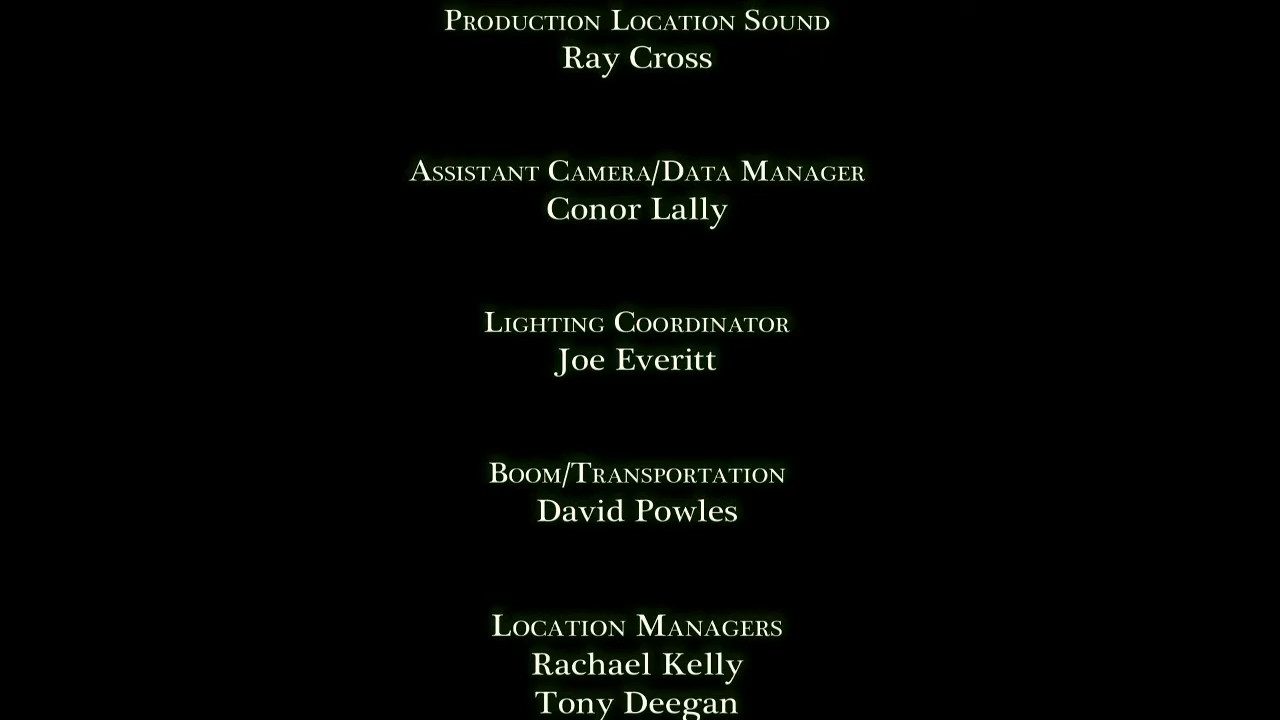 Production Location Sound
Ray Cross
Assistant Camera/Data Manager
Conor Lally
Lighting Coordinator
Joe Everitt
Boom/Transportation
David Powles
Location Managers
Rachael Kelly
Tony Deegan